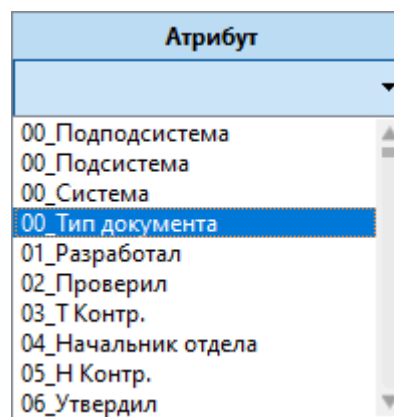 Атрибут
00_Подподсистема
00_Подсистема
00_Система
00_Тип документа
01_Разработал
02_Проверил
03_Т Контр.
04_Начальник отдела
05_Н Контр.
06_Утвердил